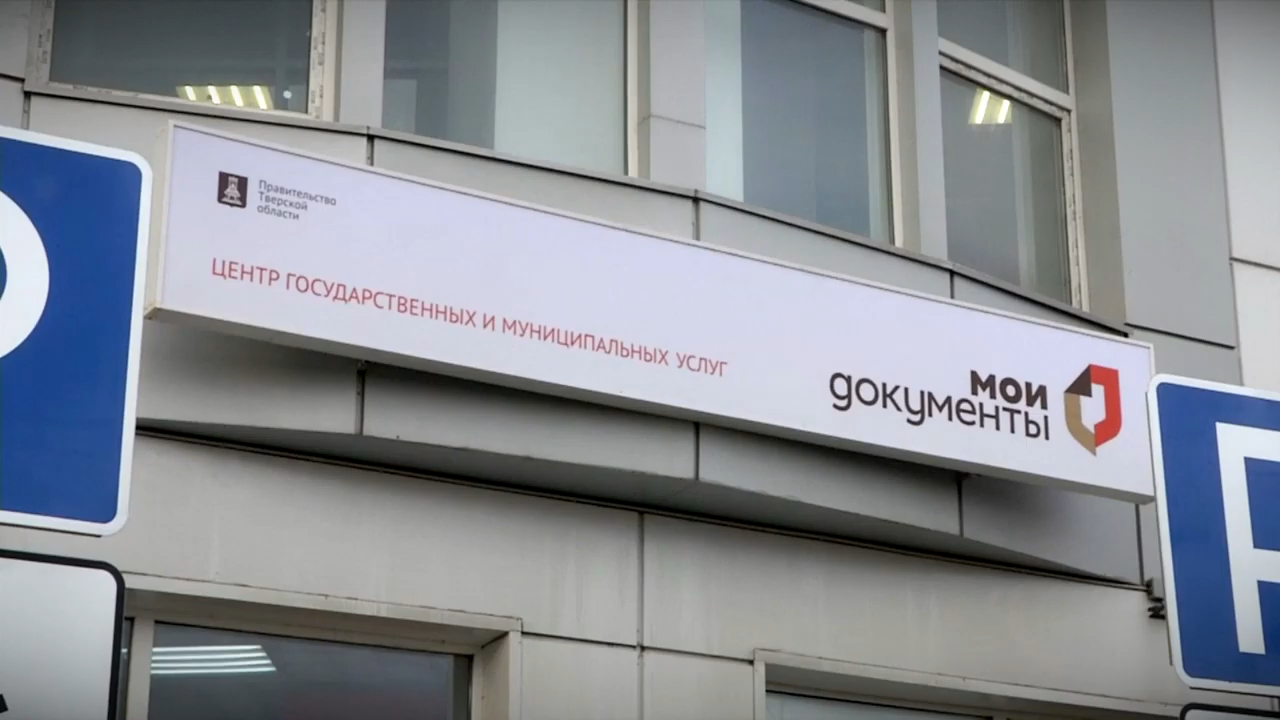 Правительство
Тверской
области
ЦЕНТР ГОСУДАРСТВЕННЫХ И МУНИЦИПАЛЬНЫХ УСЛУГ
мои
документы